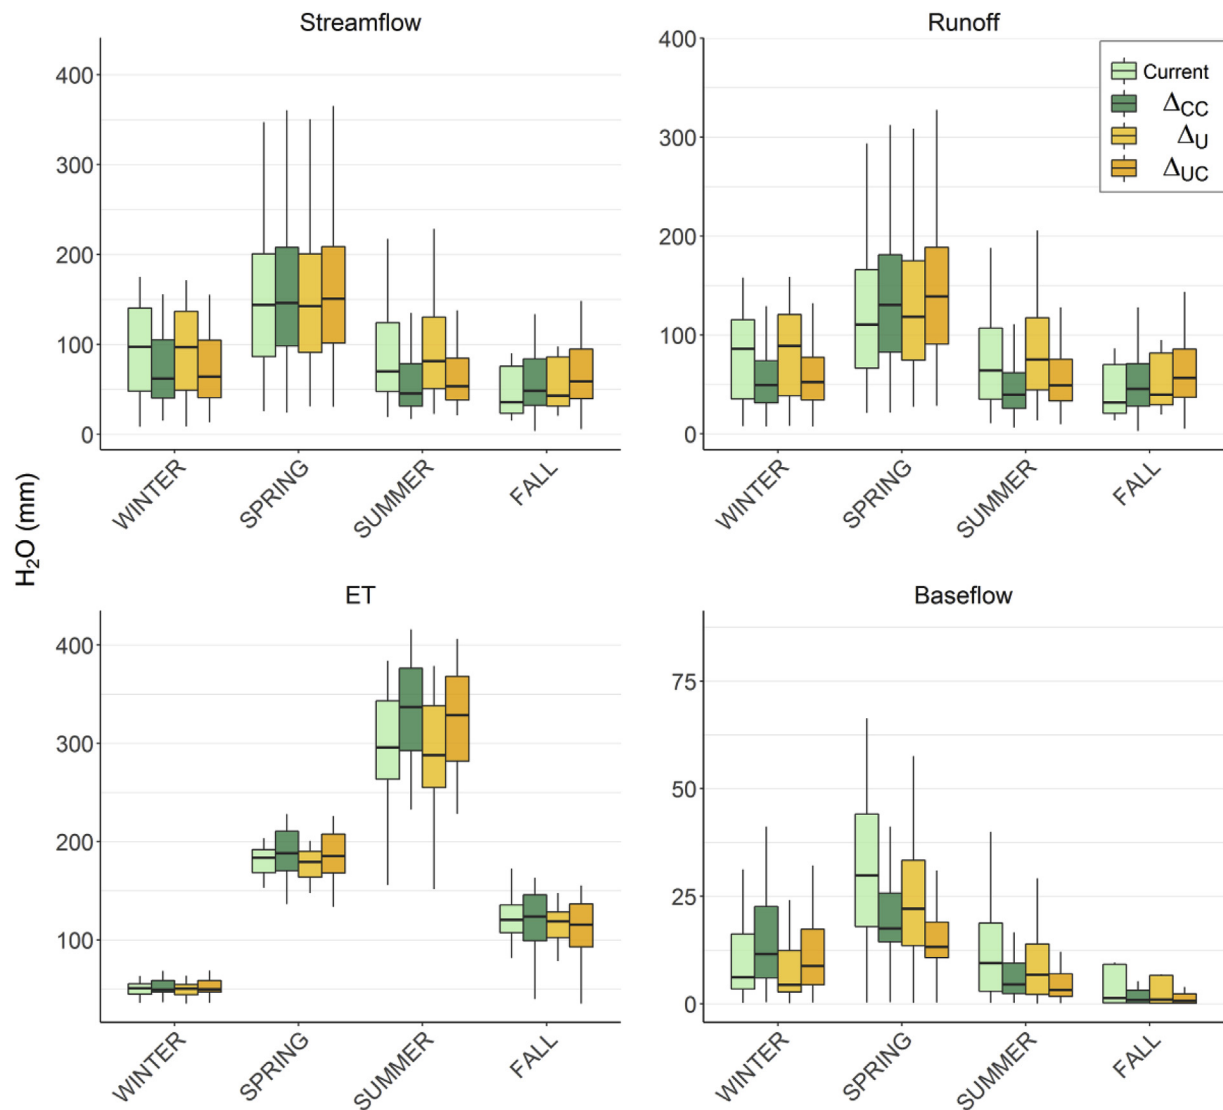 Streamflow
400
300
200
100
0
WINTER
SPRING
SUMMER
FALL
Runoff
400
300
200
100
0
WINTER
SPRING
SUMMER
FALL
Current
ΔCC
ΔU
ΔUC
H2O (mm)
ET
400
300
200
100
WINTER
SPRING
SUMMER
FALL
Baseflow
75
50
25
0
WINTER
SPRING
SUMMER
FALL